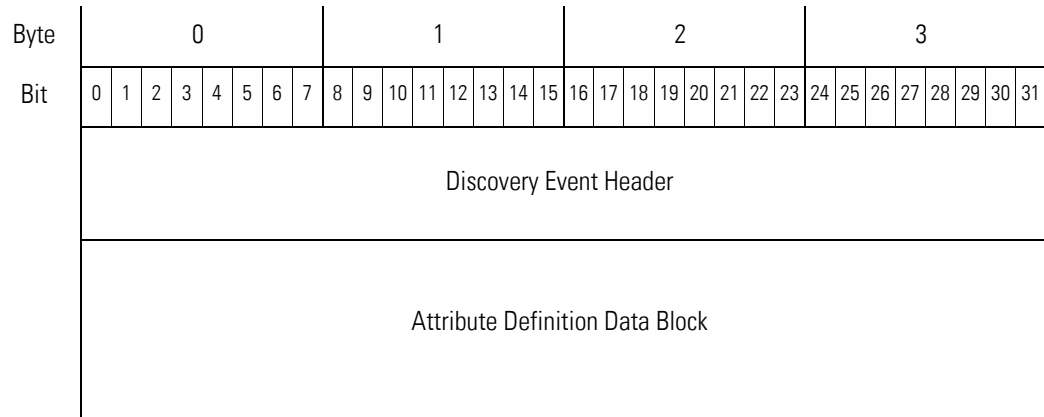 Byte 0 1 2 3
Bit 0 1 2 3 4 5 6 7 8 9 10 11 12 13 14 15 16 17 18 19 20 21 22 23 24 25 26 27 28 29 30 31
Discovery Event Header
Attribute Definition Data Block